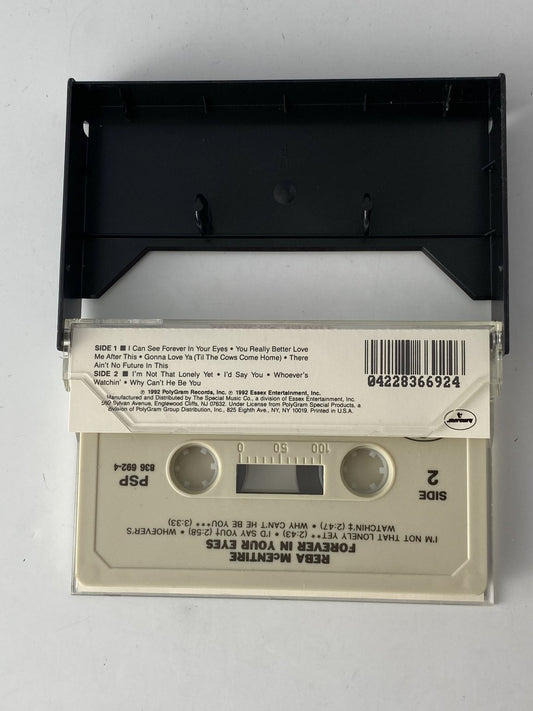 SIDE 1 ■ I Can See Forever In Your Eyes • You Really Better Love
Me After This • Gonna Love Ya (Til The Cows Come Home) • There
Ain't No Future In This
SIDE 2 ■ I'm Not That Lonely Yet • I'd Say You • Whoever's
Watchin' • Why Can't He Be You
℗ 1992 PolyGram Records, Inc. ℗ 1992 Essex Entertainment, Inc.
Manufactured and Distributed by The Special Music Co., a division of Essex Entertainment, Inc.
560 Sylvan Avenue, Englewood Cliffs, NJ 07632. Under License from PolyGram Special Products, a
division of PolyGram Group Distribution, Inc., 825 Eighth Ave., NY, NY 10019. Printed in U.S.A.
04228366924
REBA McENTIRE
FOREVER IN YOUR EYES
I'M NOT THAT LONELY YET** (2:43) • I'D SAY YOU† (2:58) • WHOEVER'S
WATCHIN'‡ (2:47) • WHY CAN'T HE BE YOU*** (3:33)
SIDE
2
PSP
836 692-4
100 50 0